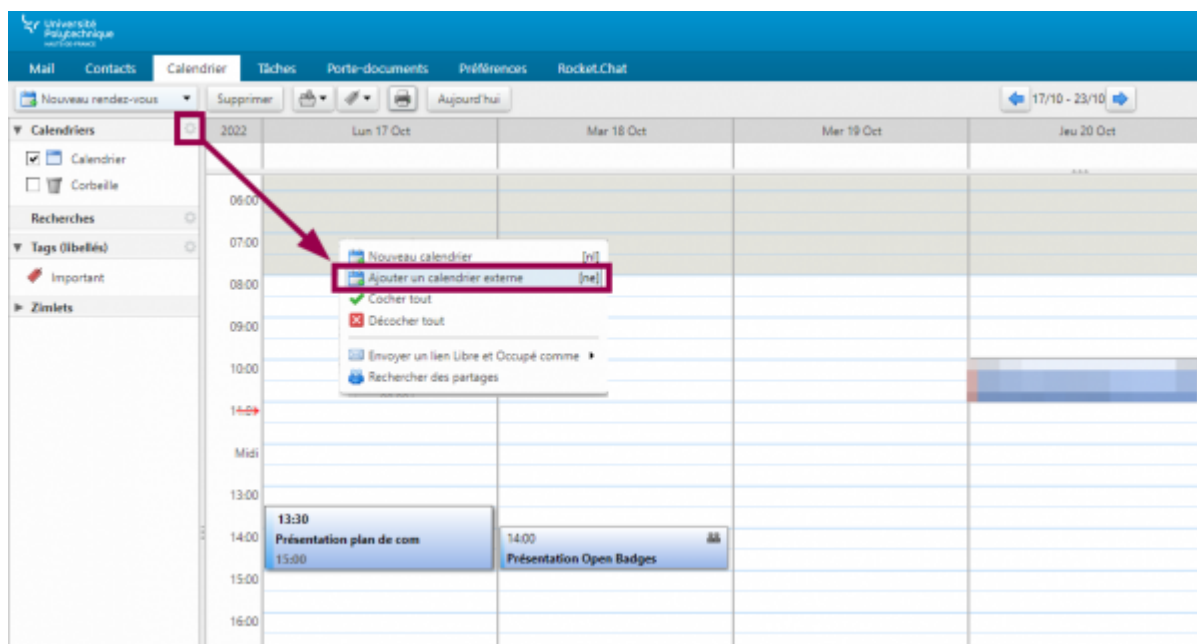 Université
Polytechnique
HAUTS-DE-FRANCE
Mail Contacts Calendrier Tâches Porte-documents Préférences Rocket.Chat
Nouveau rendez-vous Supprimer Aujourd'hui 17/10 - 23/10
Calendriers 2022 Lun 17 Oct Mar 18 Oct Mer 19 Oct Jeu 20 Oct
Calendrier
Corbeille
06:00
Recherches
07:00
Tags (libellés)
Nouveau calendrier [nl]
Important
Ajouter un calendrier externe [ne]
08:00
Cocher tout
Zimlets
Décocher tout
09:00
Envoyer un lien Libre et Occupé comme
10:00
Rechercher des partages
Midi
13:00
13:30
14:00 Présentation plan de com 14:00
15:00 Présentation Open Badges
15:00
16:00